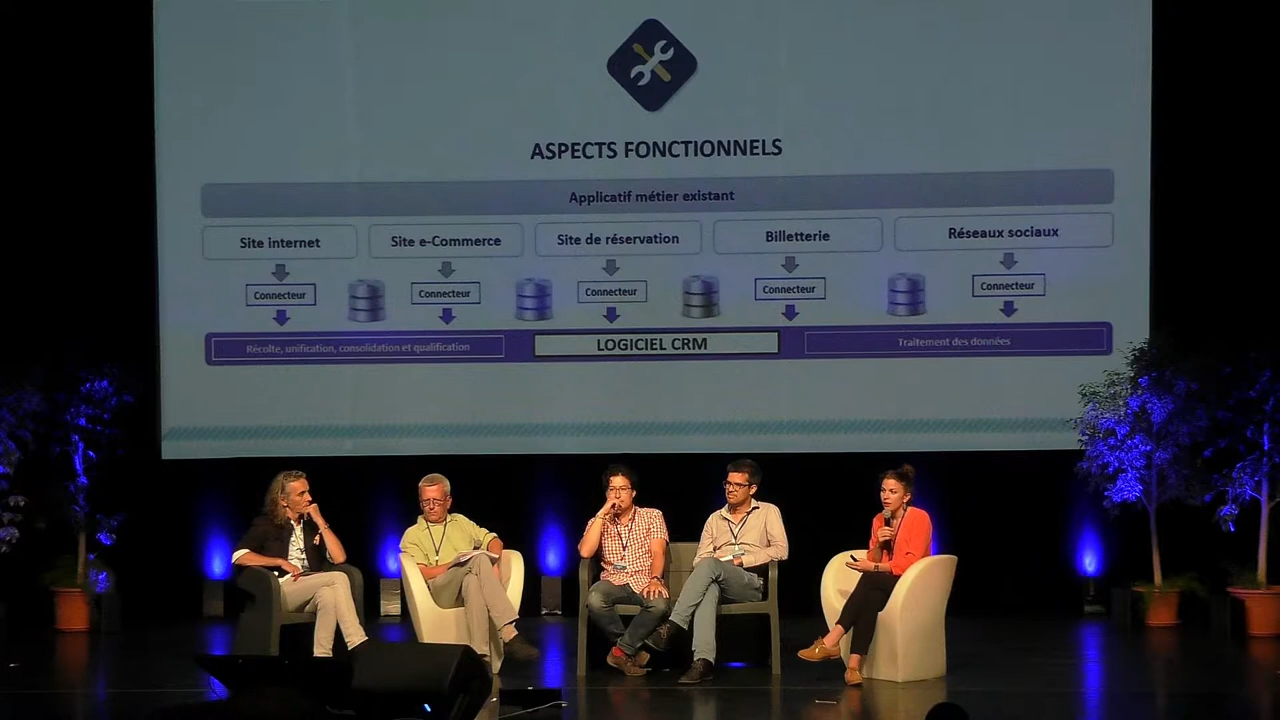 ASPECTS FONCTIONNELS
Applicatif métier existant
Site internet
Site e-Commerce
Site de réservation
Billetterie
Réseaux sociaux
Connecteur
Connecteur
Connecteur
Connecteur
Connecteur
Récolte, unification, consolidation et qualification
LOGICIEL CRM
Traitement des données